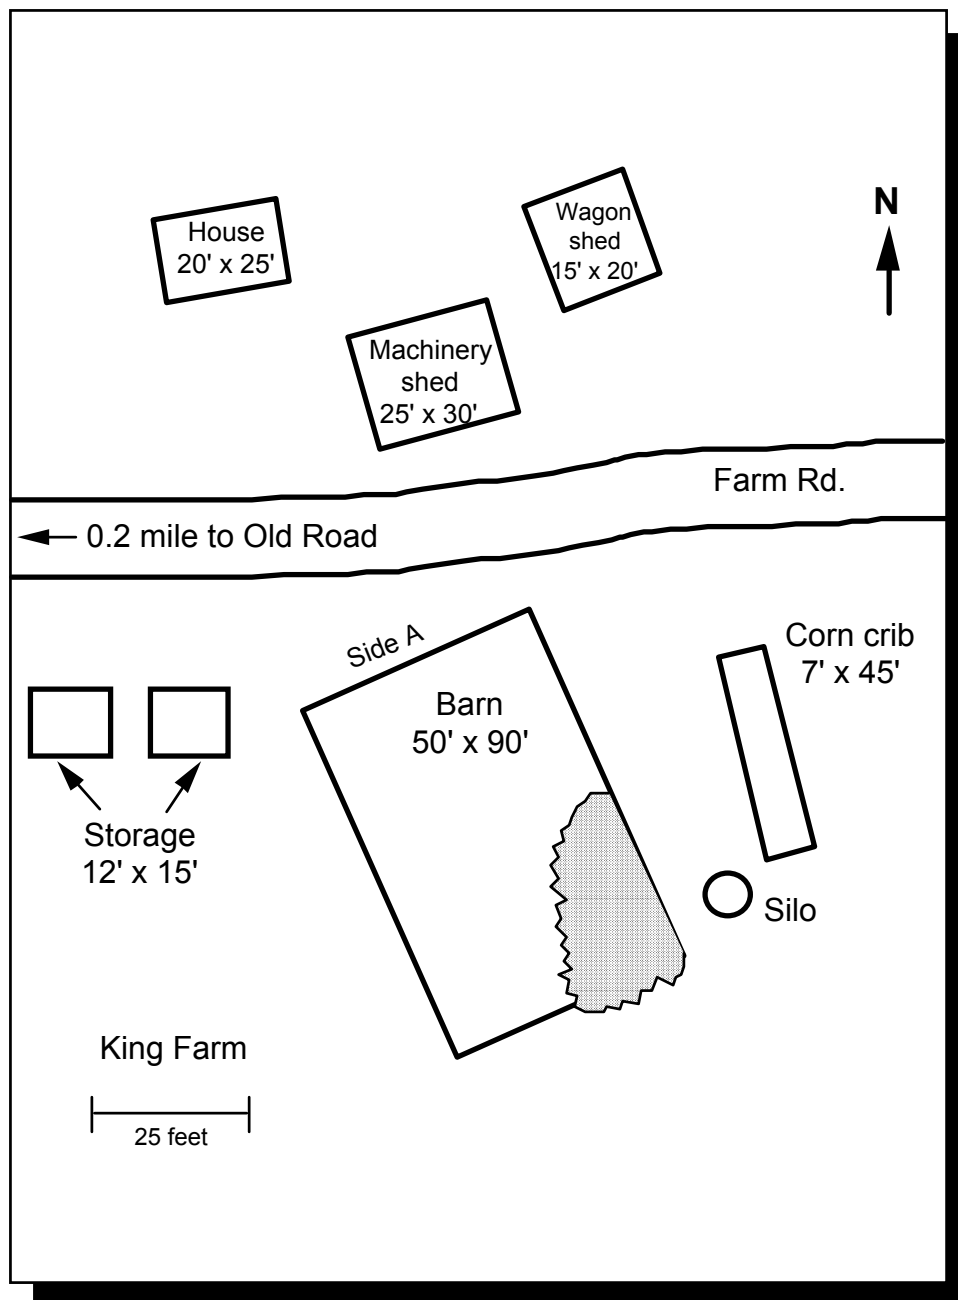 House
20' x 25'
Wagon
shed
15' x 20'
N
Machinery
shed
25' x 30'
Farm Rd.
0.2 mile to Old Road
Side A
Corn crib
7' x 45'
Barn
50' x 90'
Storage
12' x 15'
Silo
King Farm
25 feet